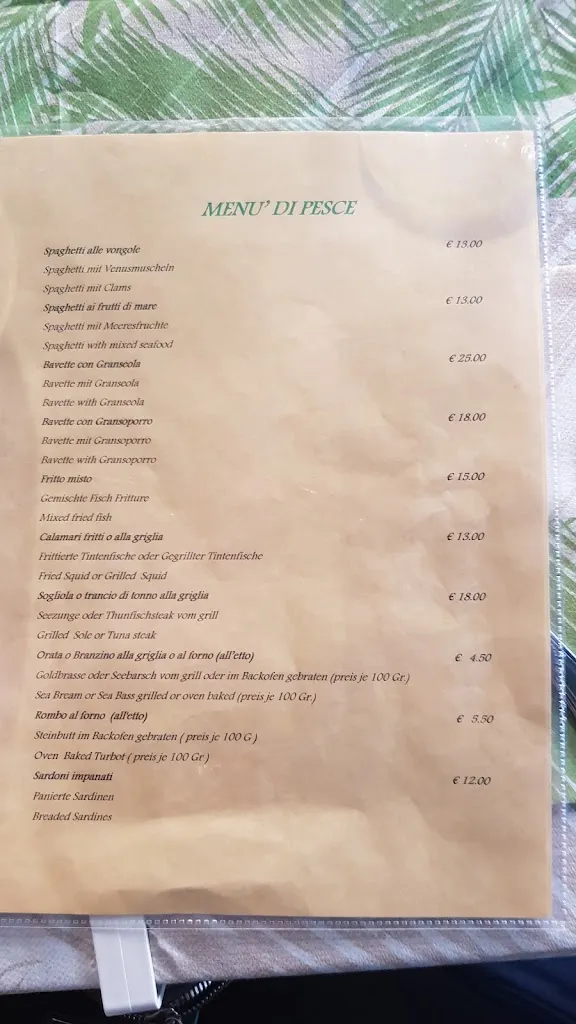 MENU' DI PESCE
Spaghetti alle vongole € 13.00
Spaghetti mit Venusmuscheln
Spaghetti mit Clams
Spaghetti ai frutti di mare € 13.00
Spaghetti mit Meeresfruchte
Spaghetti with mixed seafood
Bavette con Granseola € 25.00
Bavette mit Granseola
Bavette with Granseola
Bavette con Gransoporro € 18.00
Bavette mit Gransoporro
Bavette with Gransoporro
Fritto misto € 15.00
Gemischte Fisch Fritture
Mixed fried fish
Calamari fritti o alla griglia € 13.00
Frittierte Tintenfische oder Gegriliter Tintenfische
Fried Squid or Grilled Squid
Sogliola o trancio di tonno alla griglia € 18.00
Seezunge oder Thunfischsteak vom grill
Grilled Sole or Tuna steak
Orata o Branzino alla griglia o al forno (all'etto) € 4.50
Goldbrasse oder Seebarsch vom grill oder im Backofen gebraten (preis je 100 Gr.)
Sea Bream or Sea Bass grilled or oven baked (preis je 100 Gr.)
Rombo al forno (all'etto) € 5.50
Steinbutt im Backofen gebraten ( preis je 100 G )
Oven Baked Turbot ( preis je 100 Gr )
Sardoni impanati € 12.00
Panierte Sardinen
Breaded Sardines